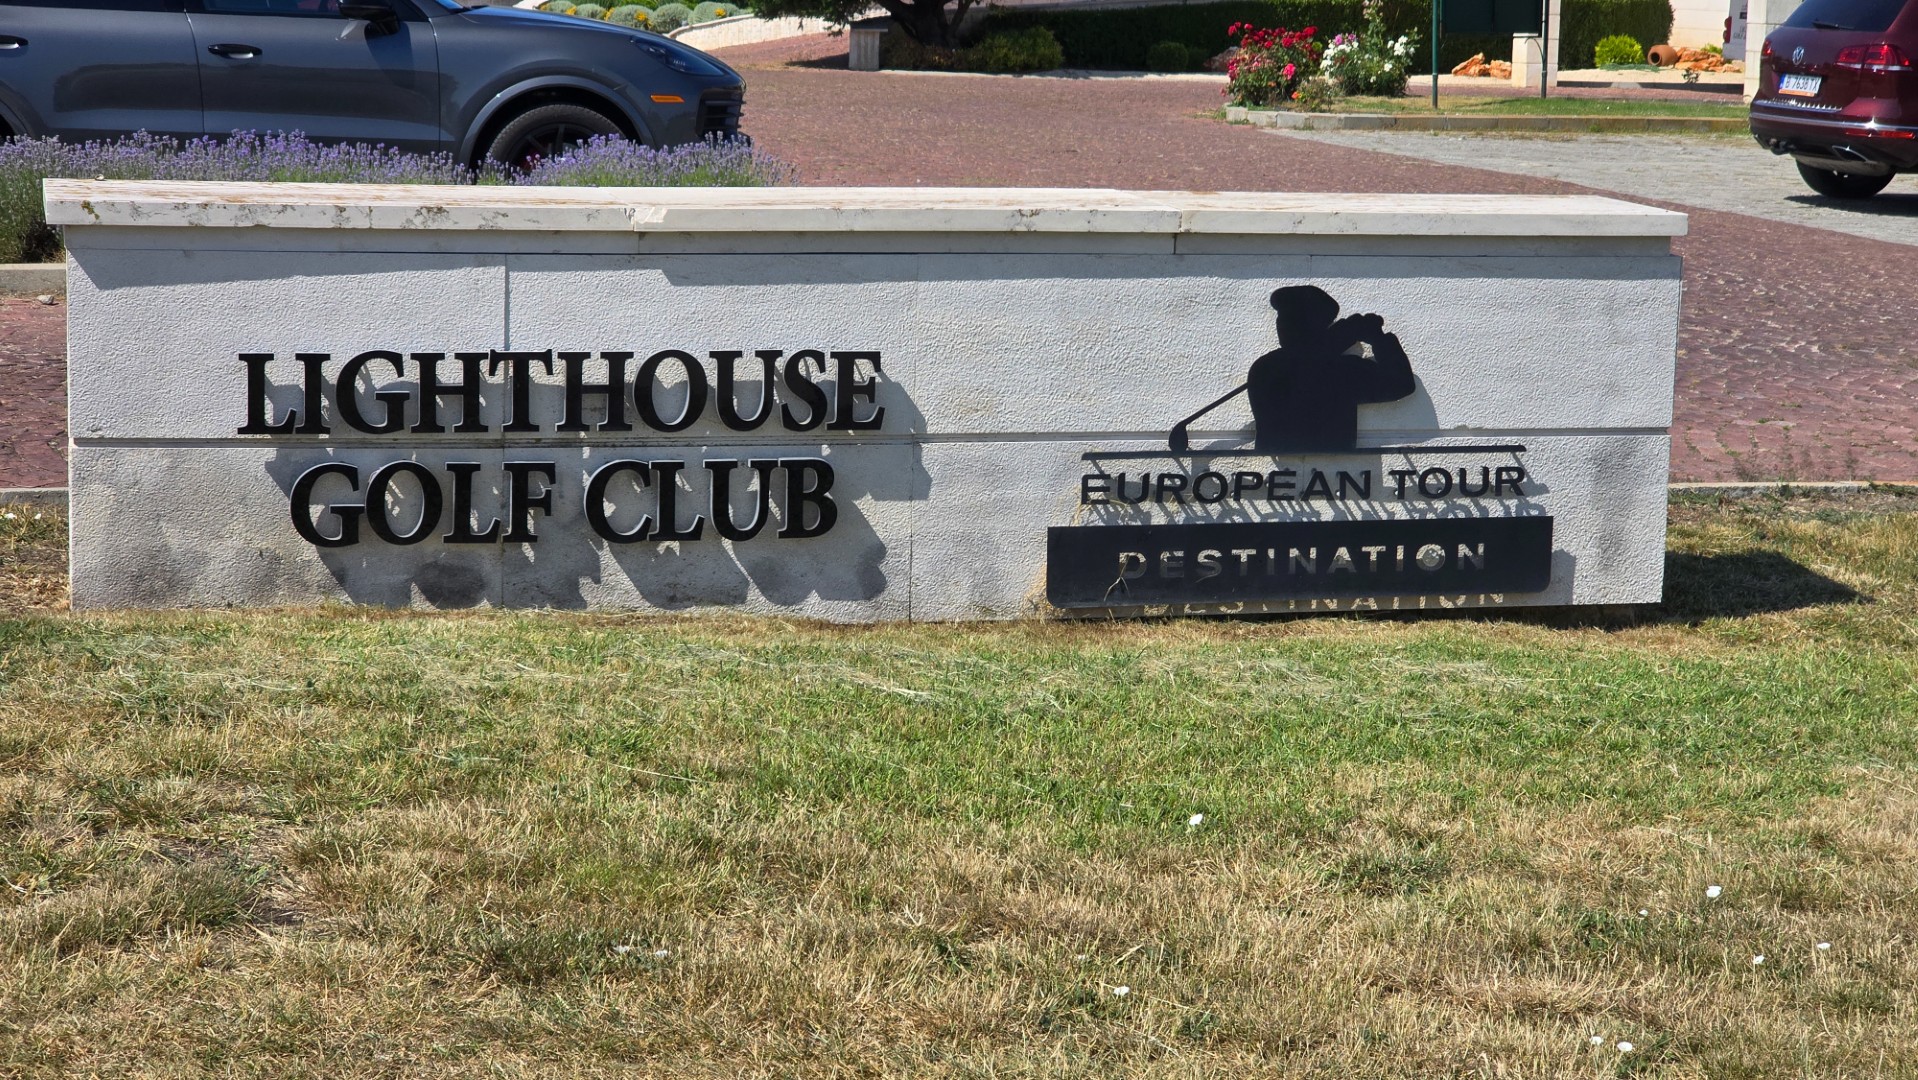 LIGHTHOUSE
GOLF CLUB
EUROPEAN TOUR
DESTINATION